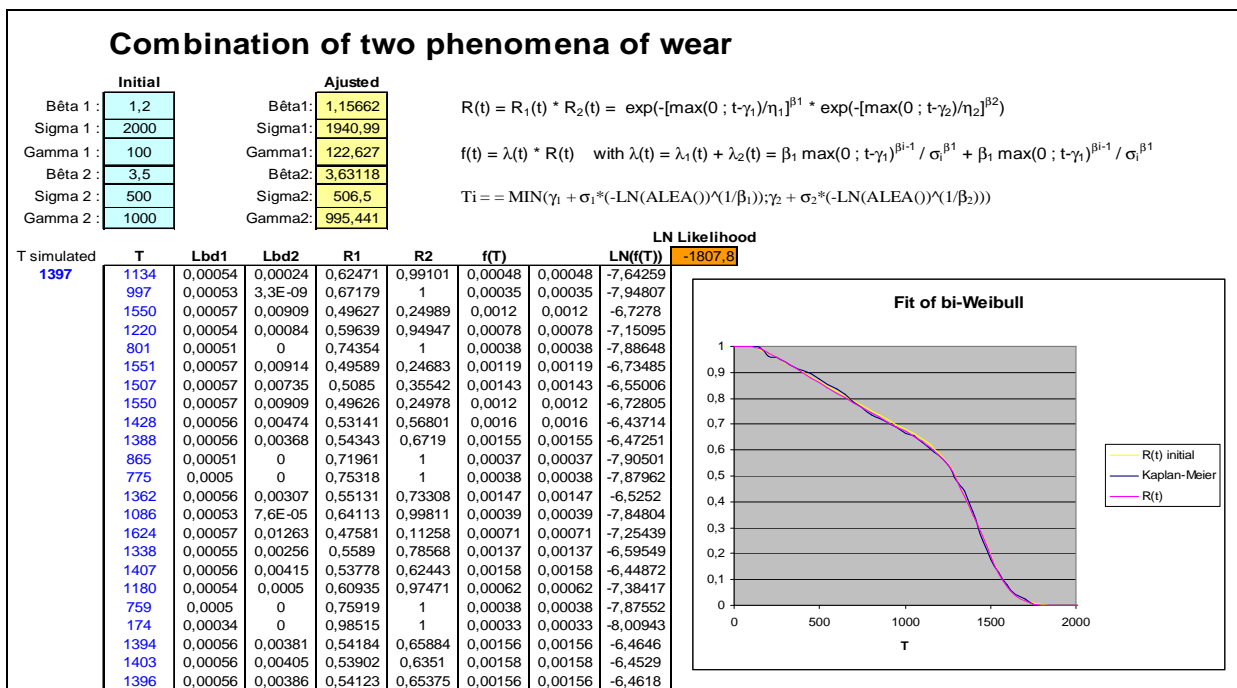 Combination of two phenomena of wear
Initial Ajusted
Bêta 1 : 1,2 Bêta1: 1,15662 R(t) = R₁(t) * R₂(t) = exp(-[max(0 ; t-γ₁)/η₁]^β1 * exp(-[max(0 ; t-γ₂)/η₂]^β2)
Sigma 1 : 2000 Sigma1: 1940,99
Gamma 1 : 100 Gamma1: 122,627 f(t) = λ(t) * R(t) with λ(t) = λ₁(t) + λ₂(t) = β₁ max(0 ; t-γ₁)^βi-1 / σᵢ^β1 + β₁ max(0 ; t-γ₁)^βi-1 / σᵢ^β1
Bêta 2 : 3,5 Bêta2: 3,63118
Sigma 2 : 500 Sigma2: 506,5 Ti = = MIN(γ₁ + σ₁*(-LN(ALEA())^(1/β₁));γ₂ + σ₂*(-LN(ALEA())^(1/β₂)))
Gamma 2 : 1000 Gamma2: 995,441
LN Likelihood
T simulated T Lbd1 Lbd2 R1 R2 f(T) LN(f(T)) -1807,8
1397 1134 0,00054 0,00024 0,62471 0,99101 0,00048 0,00048 -7,64259
997 0,00053 3,3E-09 0,67179 1 0,00035 0,00035 -7,94807
1550 0,00057 0,00909 0,49627 0,24989 0,0012 0,0012 -6,7278
1220 0,00054 0,00084 0,59639 0,94947 0,00078 0,00078 -7,15095
801 0,00051 0 0,74354 1 0,00038 0,00038 -7,88648
1551 0,00057 0,00914 0,49589 0,24683 0,00119 0,00119 -6,73485
1507 0,00057 0,00735 0,5085 0,35542 0,00143 0,00143 -6,55006
1550 0,00057 0,00909 0,49626 0,24978 0,0012 0,0012 -6,72805
1428 0,00056 0,00474 0,53141 0,56801 0,0016 0,0016 -6,43714
1388 0,00056 0,00368 0,54343 0,6719 0,00155 0,00155 -6,47251
865 0,00051 0 0,71961 1 0,00037 0,00037 -7,90501
775 0,0005 0 0,75318 1 0,00038 0,00038 -7,87962
1362 0,00056 0,00307 0,55131 0,73308 0,00147 0,00147 -6,5252
1086 0,00053 7,6E-05 0,64113 0,99811 0,00039 0,00039 -7,84804
1624 0,00057 0,01263 0,47581 0,11258 0,00071 0,00071 -7,25439
1338 0,00055 0,00256 0,5589 0,78568 0,00137 0,00137 -6,59549
1407 0,00056 0,00415 0,53778 0,62443 0,00158 0,00158 -6,44872
1180 0,00054 0,0005 0,60935 0,97471 0,00062 0,00062 -7,38417
759 0,0005 0 0,75919 1 0,00038 0,00038 -7,87552
174 0,00034 0 0,98515 1 0,00033 0,00033 -8,00943
1394 0,00056 0,00381 0,54184 0,65884 0,00156 0,00156 -6,4646
1403 0,00056 0,00405 0,53902 0,6351 0,00158 0,00158 -6,4529
1396 0,00056 0,00386 0,54123 0,65375 0,00156 0,00156 -6,4618
Fit of bi-Weibull
1
0,9
0,8
0,7
0,6
0,5
0,4
0,3
0,2
0,1
0
0 500 1000 1500 2000
T
R(t) initial
Kaplan-Meier
R(t)